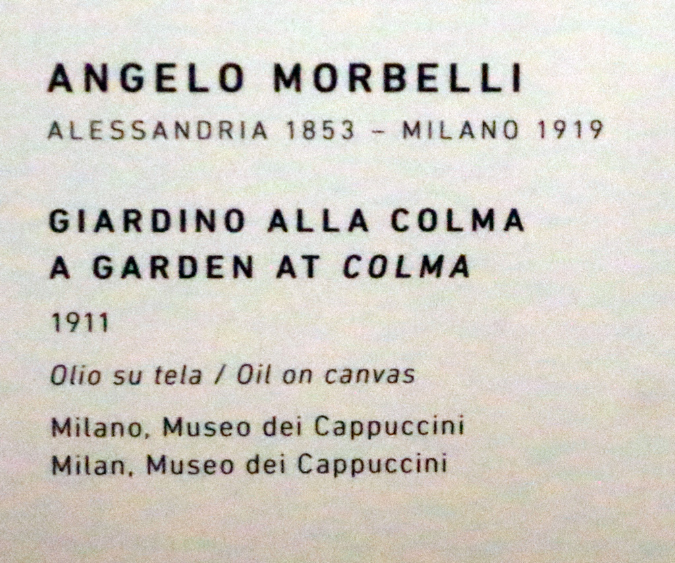 ANGELO MORBELLI
ALESSANDRIA 1853 – MILANO 1919
GIARDINO ALLA COLMA
A GARDEN AT COLMA
1911
Olio su tela / Oil on canvas
Milano, Museo dei Cappuccini
Milan, Museo dei Cappuccini